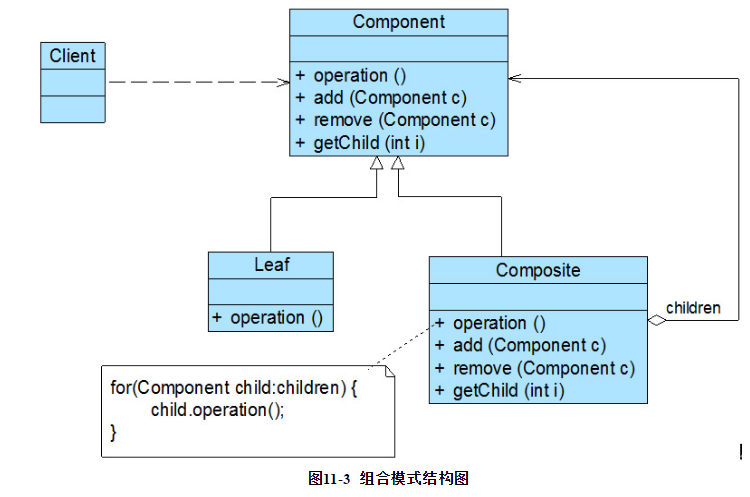 Component
Client
+ operation ()
+ add (Component c)
+ remove (Component c)
+ getChild (int i)
Leaf
+ operation ()
Composite
+ operation ()
+ add (Component c)
+ remove (Component c)
+ getChild (int i)
children
for(Component child:children) {
child.operation();
}
图11-3 组合模式结构图